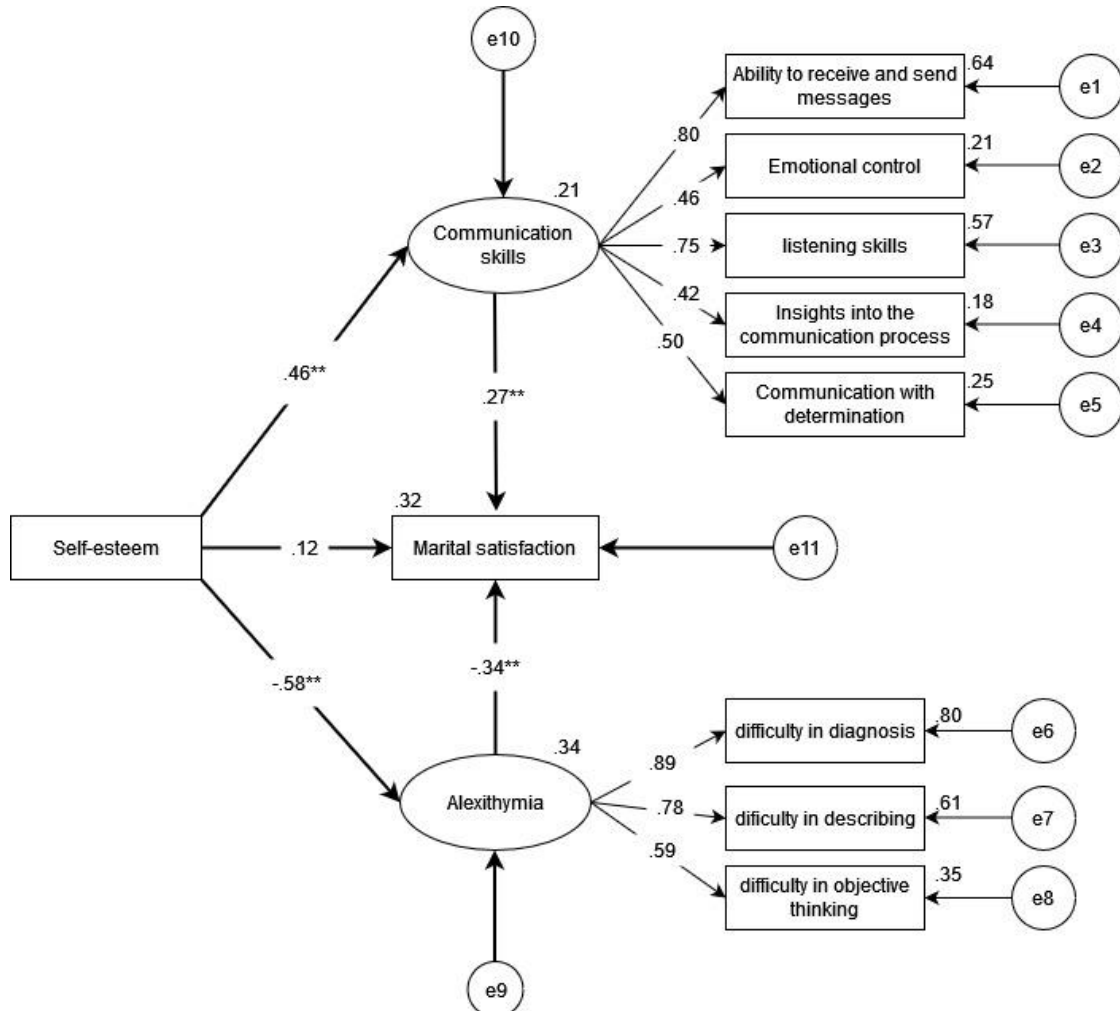 e10
Ability to receive and send
messages
.64
e1
.80
Emotional control
.21
e2
.46
.21
Communication
skills
listening skills
.57
e3
.75
Insights into the
communication process
.18
e4
.42
Communication with
determination
.25
e5
.50
.46**
.27**
.32
Self-esteem
.12
Marital satisfaction
e11
-.58**
-.34**
.34
Alexithymia
difficulty in diagnosis
.80
e6
.89
dificulty in describing
.61
e7
.78
difficulty in objective
thinking
.35
e8
.59
e9